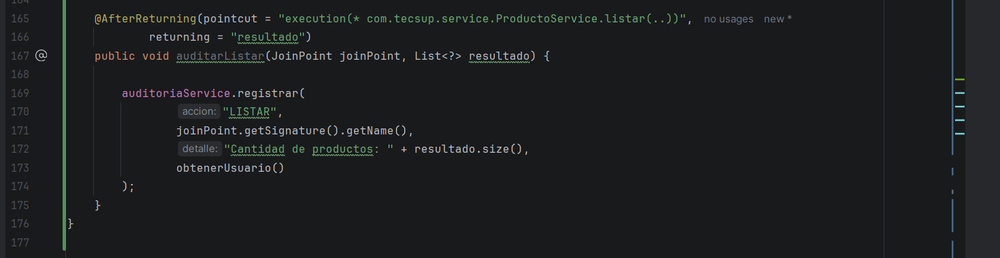 165 @AfterReturning(pointcut = "execution(* com.tecsup.service.ProductoService.listar(..))", no usages new *
166 returning = "resultado")
167 @ public void auditarListar(JoinPoint joinPoint, List<?> resultado) {
168
169 auditoriaService.registrar(
170 accion: "LISTAR",
171 joinPoint.getSignature().getName(),
172 detalle: "Cantidad de productos: " + resultado.size(),
173 obtenerUsuario()
174 );
175 }
176 }
177